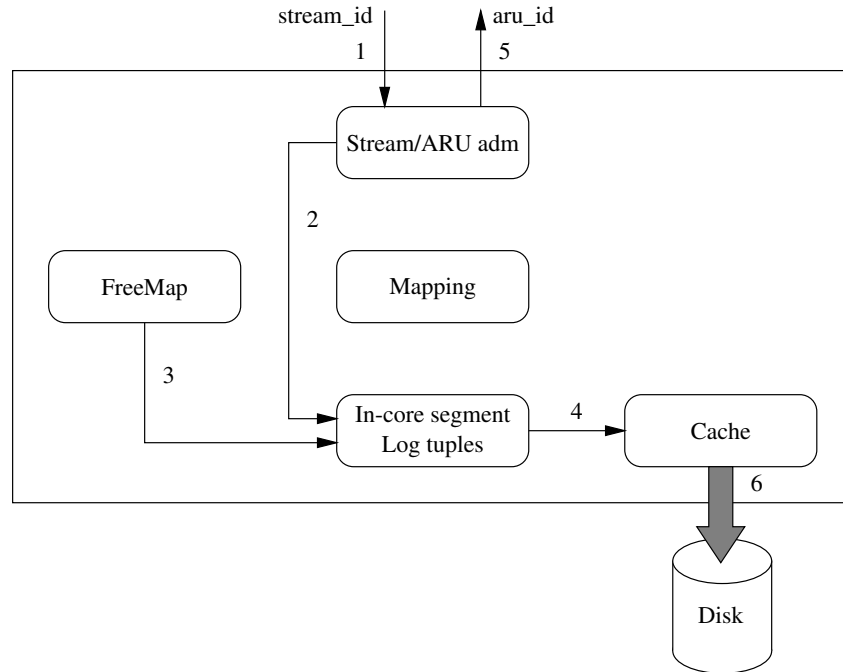 stream_id
aru_id
1
5
Stream/ARU adm
2
FreeMap
Mapping
3
In-core segment
Log tuples
4
Cache
6
Disk